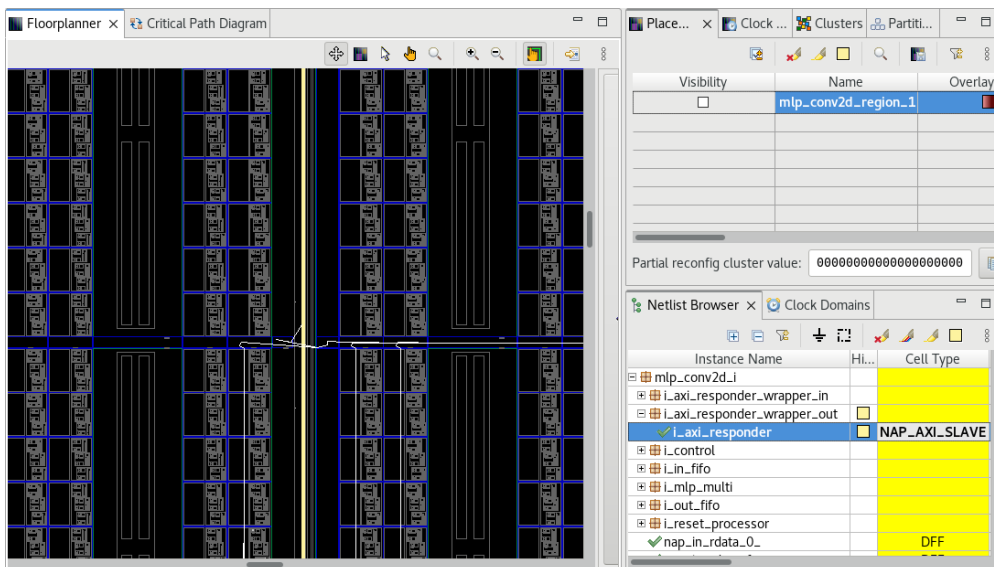 Floorplanner
Critical Path Diagram
Place...
Clock ...
Clusters
Partiti...
Visibility Name Overlay
mlp_conv2d_region_1
Partial reconfig cluster value: 00000000000000000000
Netlist Browser
Clock Domains
Instance Name Hi... Cell Type
mlp_conv2d_i
i_axi_responder_wrapper_in
i_axi_responder_wrapper_out
i_axi_responder NAP_AXI_SLAVE
i_control
i_in_fifo
i_mlp_multi
i_out_fifo
i_reset_processor
nap_in_rdata_0_ DFF